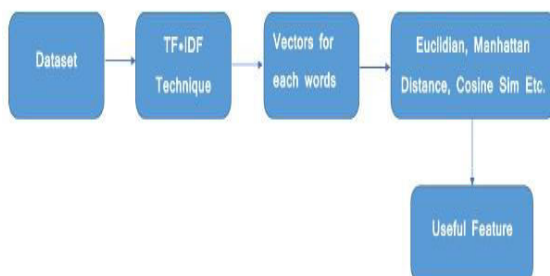 Dataset
TF•IDF
Technique
Vectors for
each words
Euclidian, Manhattan
Distance, Cosine Sim Etc.
Useful Feature